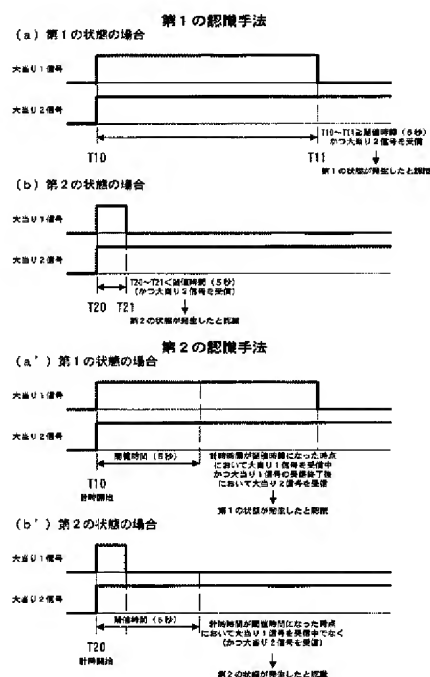 第1の認識手法
(a) 第1の状態の場合
大当り1信号
大当り2信号
T10
T11
T10～T11≧閾値時間(5秒)
かつ大当り2信号を受信
第1の状態が発生したと認識
(b) 第2の状態の場合
大当り1信号
大当り2信号
T20～T21<閾値時間(5秒)
(かつ大当り2信号を受信)
T20
T21
第2の状態が発生したと認識
第2の認識手法
(a') 第1の状態の場合
大当り1信号
大当り2信号
閾値時間(5秒)
計時時間が閾値時間になった時点
において大当り1信号を受信中
かつ大当り1信号の受信終了後
において大当り2信号を受信
T10
計時開始
第1の状態が発生したと認識
(b') 第2の状態の場合
大当り1信号
大当り2信号
閾値時間(5秒)
計時時間が閾値時間になった時点
において大当り1信号を受信中でなく
(かつ大当り2信号を受信)
T20
計時開始
第2の状態が発生したと認識